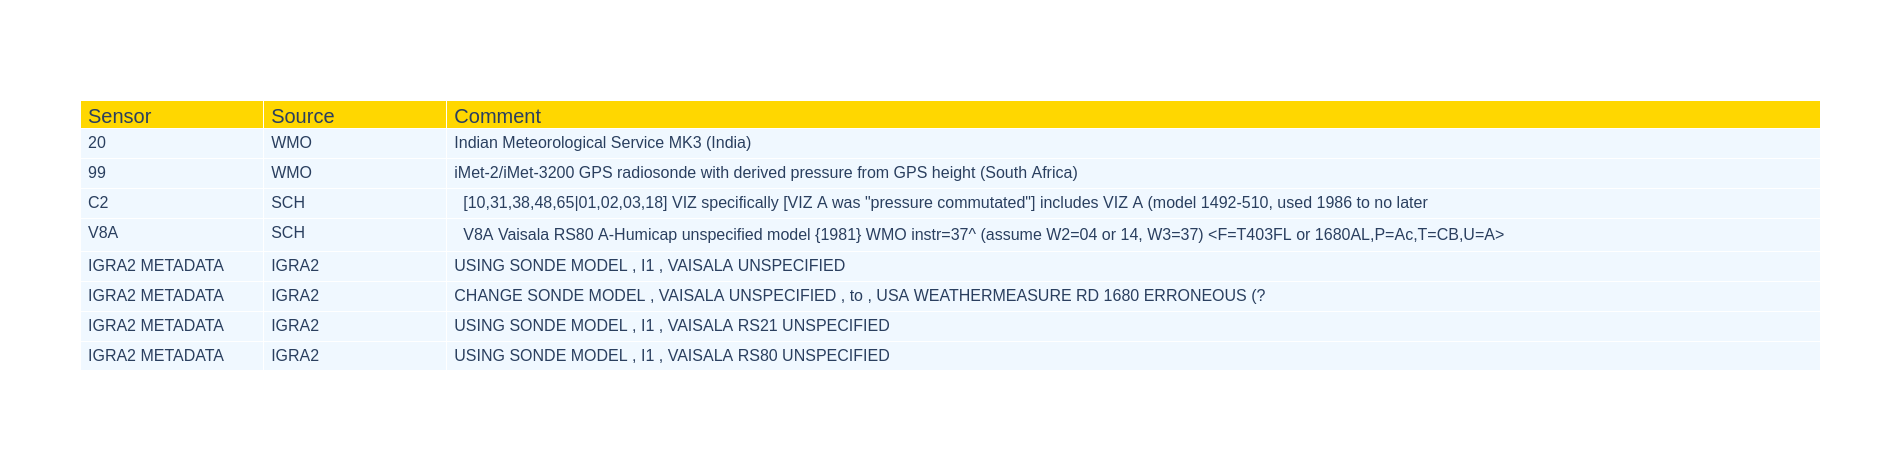 Sensor Source Comment
20 WMO Indian Meteorological Service MK3 (India)
99 WMO iMet-2/iMet-3200 GPS radiosonde with derived pressure from GPS height (South Africa)
C2 SCH [10,31,38,48,65|01,02,03,18] VIZ specifically [VIZ A was "pressure commutated"] includes VIZ A (model 1492-510, used 1986 to no later
V8A SCH V8A Vaisala RS80 A-Humicap unspecified model {1981} WMO instr=37^ (assume W2=04 or 14, W3=37) <F=T403FL or 1680AL,P=Ac,T=CB,U=A>
IGRA2 METADATA IGRA2 USING SONDE MODEL , I1 , VAISALA UNSPECIFIED
IGRA2 METADATA IGRA2 CHANGE SONDE MODEL , VAISALA UNSPECIFIED , to , USA WEATHERMEASURE RD 1680 ERRONEOUS (?
IGRA2 METADATA IGRA2 USING SONDE MODEL , I1 , VAISALA RS21 UNSPECIFIED
IGRA2 METADATA IGRA2 USING SONDE MODEL , I1 , VAISALA RS80 UNSPECIFIED